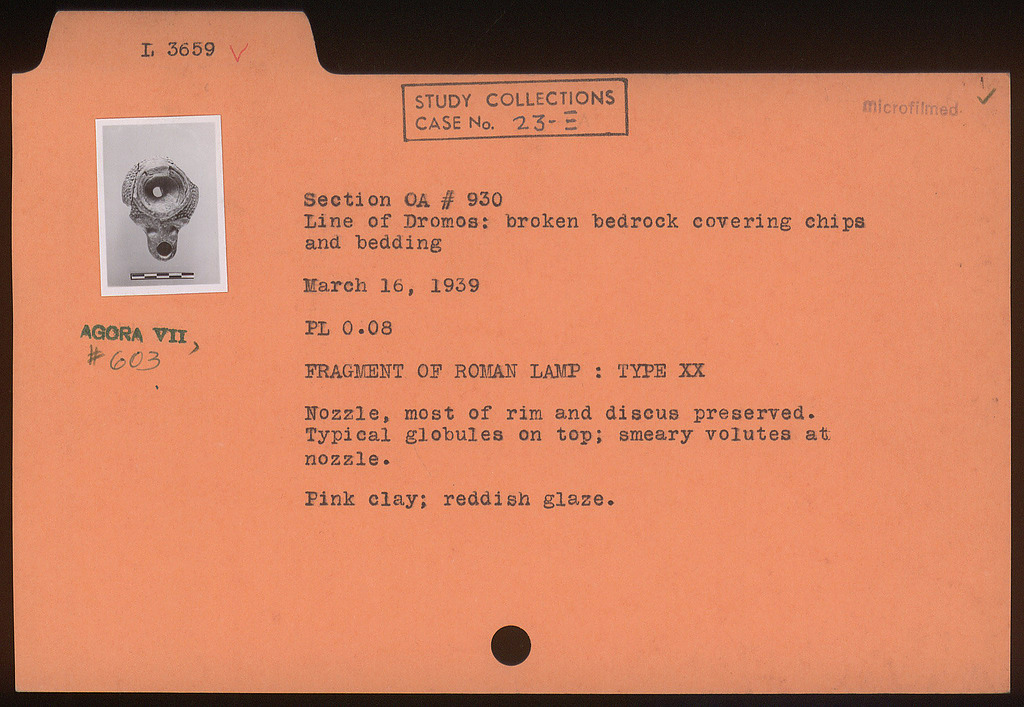 L 3659 V
STUDY COLLECTIONS
CASE No. 23-Ξ
microfilmed
Section OA # 930
Line of Dromos: broken bedrock covering chips
and bedding
March 16, 1939
PL 0.08
AGORA VII,
#603
FRAGMENT OF ROMAN LAMP : TYPE XX
Nozzle, most of rim and discus preserved.
Typical globules on top; smeary volutes at
nozzle.
Pink clay; reddish glaze.